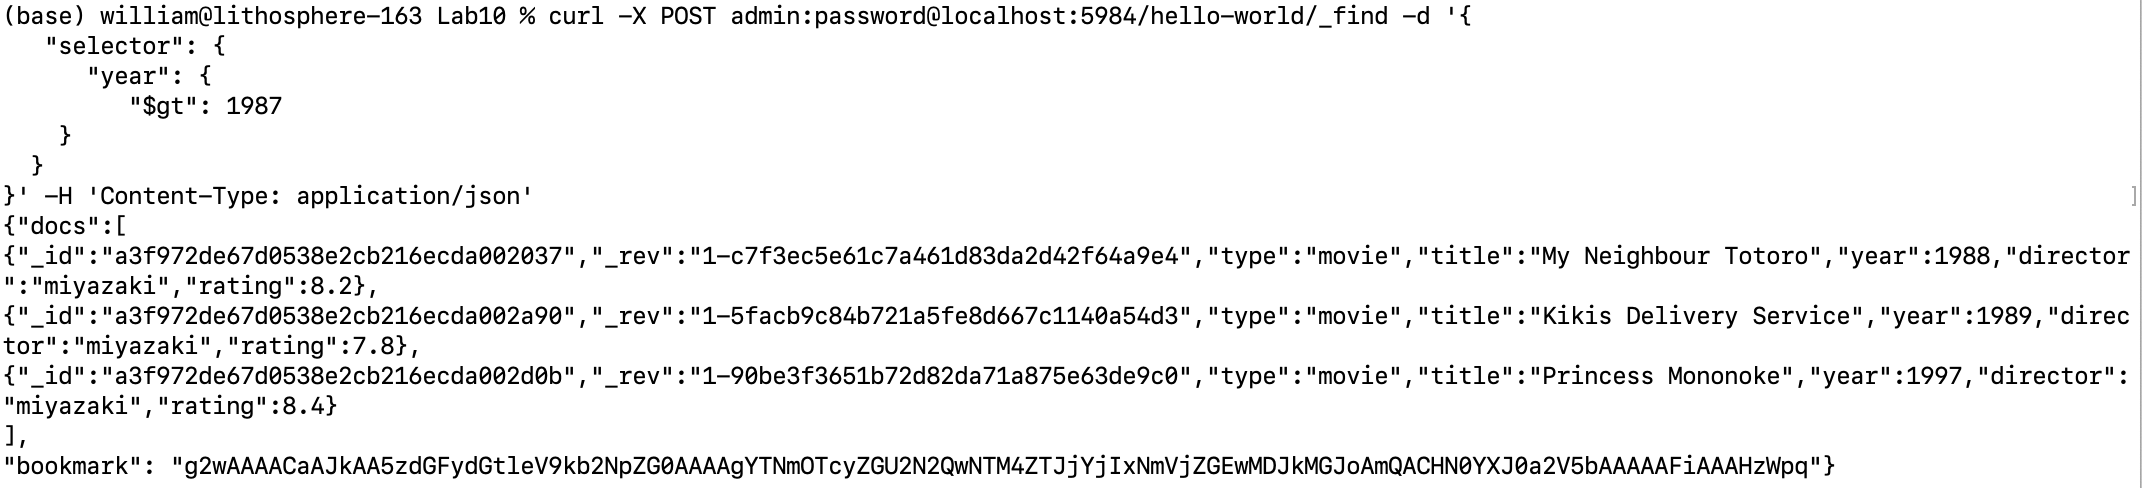 (base) william@lithosphere-163 Lab10 % curl -X POST admin:password@localhost:5984/hello-world/_find -d '{
   "selector": {
      "year": {
         "$gt": 1987
    }
  }
}' -H 'Content-Type: application/json'
{"docs":[
{"_id":"a3f972de67d0538e2cb216ecda002037","_rev":"1-c7f3ec5e61c7a461d83da2d42f64a9e4","type":"movie","title":"My Neighbour Totoro","year":1988,"director
":"miyazaki","rating":8.2},
{"_id":"a3f972de67d0538e2cb216ecda002a90","_rev":"1-5facb9c84b721a5fe8d667c1140a54d3","type":"movie","title":"Kikis Delivery Service","year":1989,"direc
tor":"miyazaki","rating":7.8},
{"_id":"a3f972de67d0538e2cb216ecda002d0b","_rev":"1-90be3f3651b72d82da71a875e63de9c0","type":"movie","title":"Princess Mononoke","year":1997,"director":
"miyazaki","rating":8.4}
],
"bookmark": "g2wAAAACaAJkAA5zdGFydGtleV9kb2NpZG0AAAAgYTNmOTcyZGU2N2QwNTM4ZTJjYjIxNmVjZGEwMDJkMGJoAmQACHN0YXJ0a2V5bAAAAAFiAAAHzWpq"}